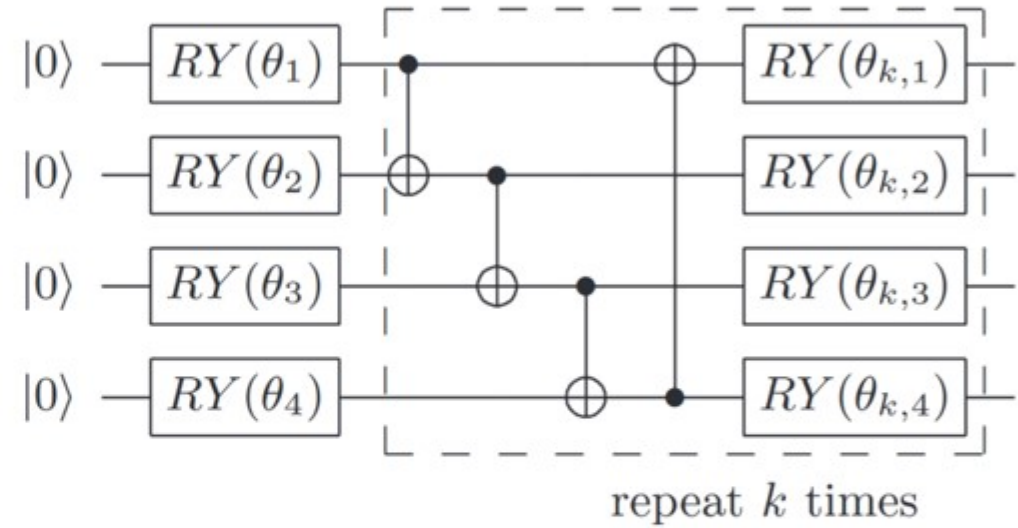 |0⟩ RY(θ₁) RY(θₖ,₁)
|0⟩ RY(θ₂) RY(θₖ,₂)
|0⟩ RY(θ₃) RY(θₖ,₃)
|0⟩ RY(θ₄) RY(θₖ,₄)
repeat k times